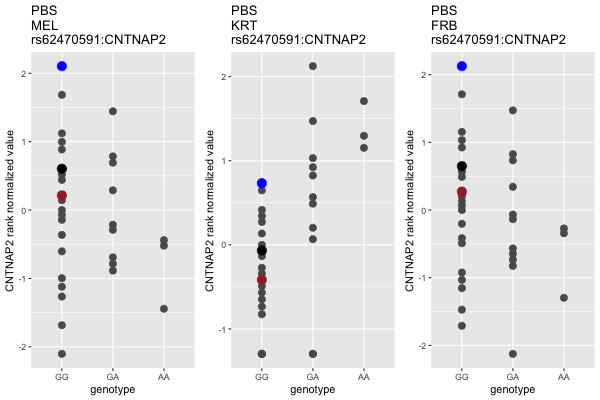 PBS
MEL
rs62470591:CNTNAP2
CNTNAP2 rank normalized value
2
1
0
-1
-2
GG GA AA
genotype
PBS
KRT
rs62470591:CNTNAP2
CNTNAP2 rank normalized value
2
1
0
-1
GG GA AA
genotype
PBS
FRB
rs62470591:CNTNAP2
CNTNAP2 rank normalized value
2
1
0
-1
-2
GG GA AA
genotype